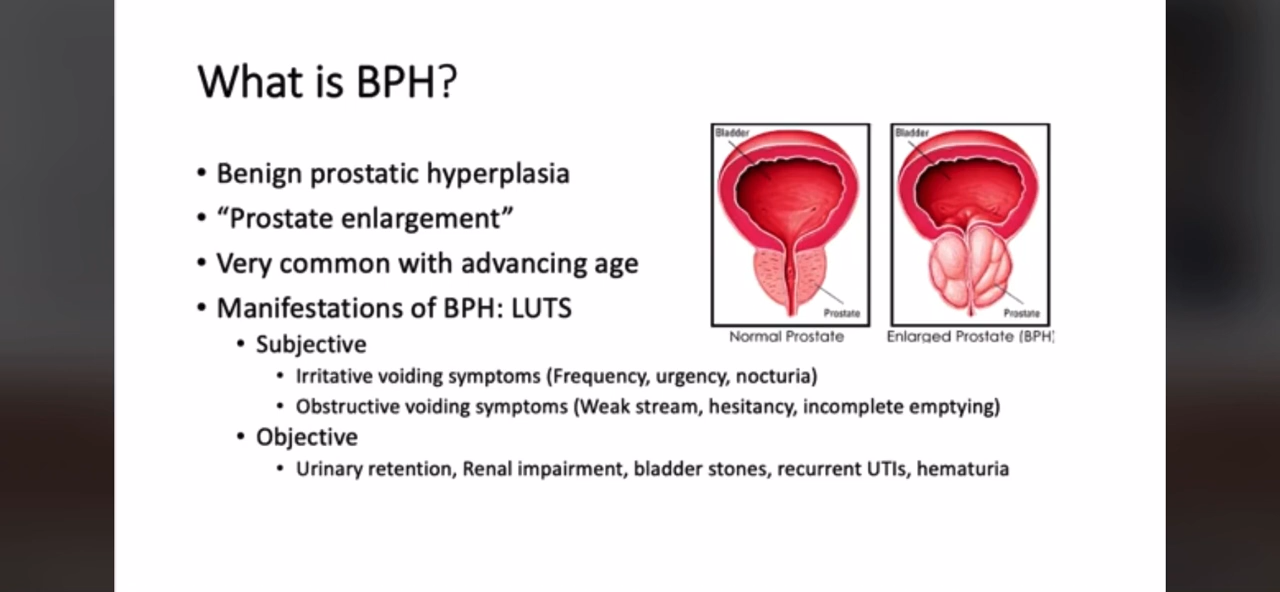 What is BPH?
• Benign prostatic hyperplasia
• “Prostate enlargement”
• Very common with advancing age
• Manifestations of BPH: LUTS
• Subjective
• Irritative voiding symptoms (Frequency, urgency, nocturia)
• Obstructive voiding symptoms (Weak stream, hesitancy, incomplete emptying)
• Objective
• Urinary retention, Renal impairment, bladder stones, recurrent UTIs, hematuria
Bladder
Prostate
Normal Prostate
Bladder
Prostate
Enlarged Prostate (BPH)